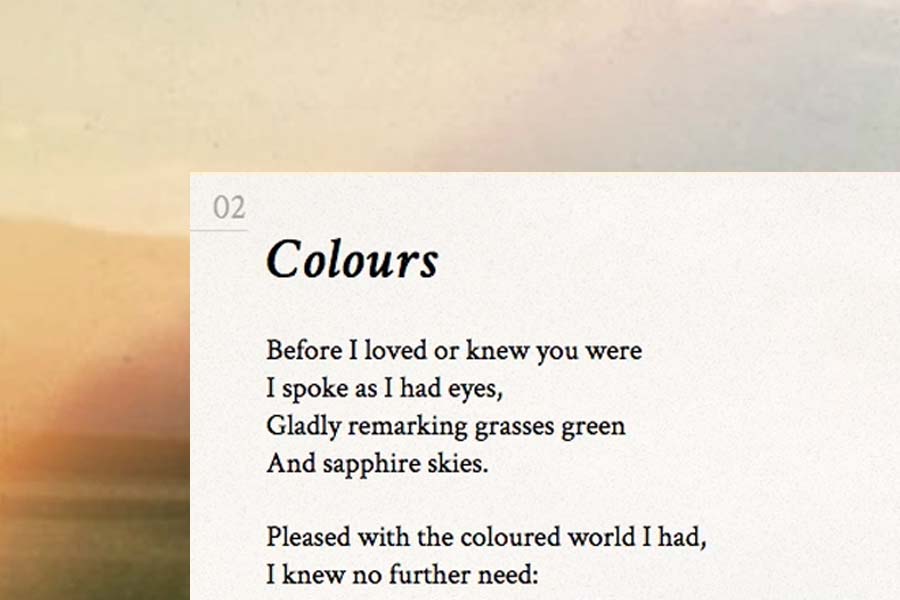 02
Colours
Before I loved or knew you were
I spoke as I had eyes,
Gladly remarking grasses green
And sapphire skies.
Pleased with the coloured world I had,
I knew no further need: